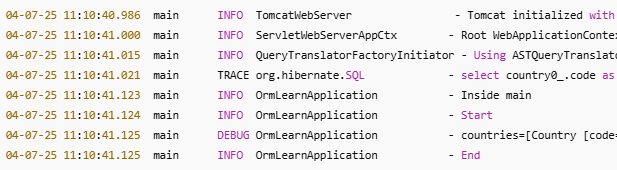 04-07-25 11:10:40.986 main INFO TomcatWebServer - Tomcat initialized with
04-07-25 11:10:41.000 main INFO ServletWebServerAppCtx - Root WebApplicationContex
04-07-25 11:10:41.015 main INFO QueryTranslatorFactoryInitiator - Using ASTQueryTranslat
04-07-25 11:10:41.021 main TRACE org.hibernate.SQL - select country0_.code as
04-07-25 11:10:41.123 main INFO OrmLearnApplication - Inside main
04-07-25 11:10:41.124 main INFO OrmLearnApplication - Start
04-07-25 11:10:41.125 main DEBUG OrmLearnApplication - countries=[Country [code=
04-07-25 11:10:41.125 main INFO OrmLearnApplication - End